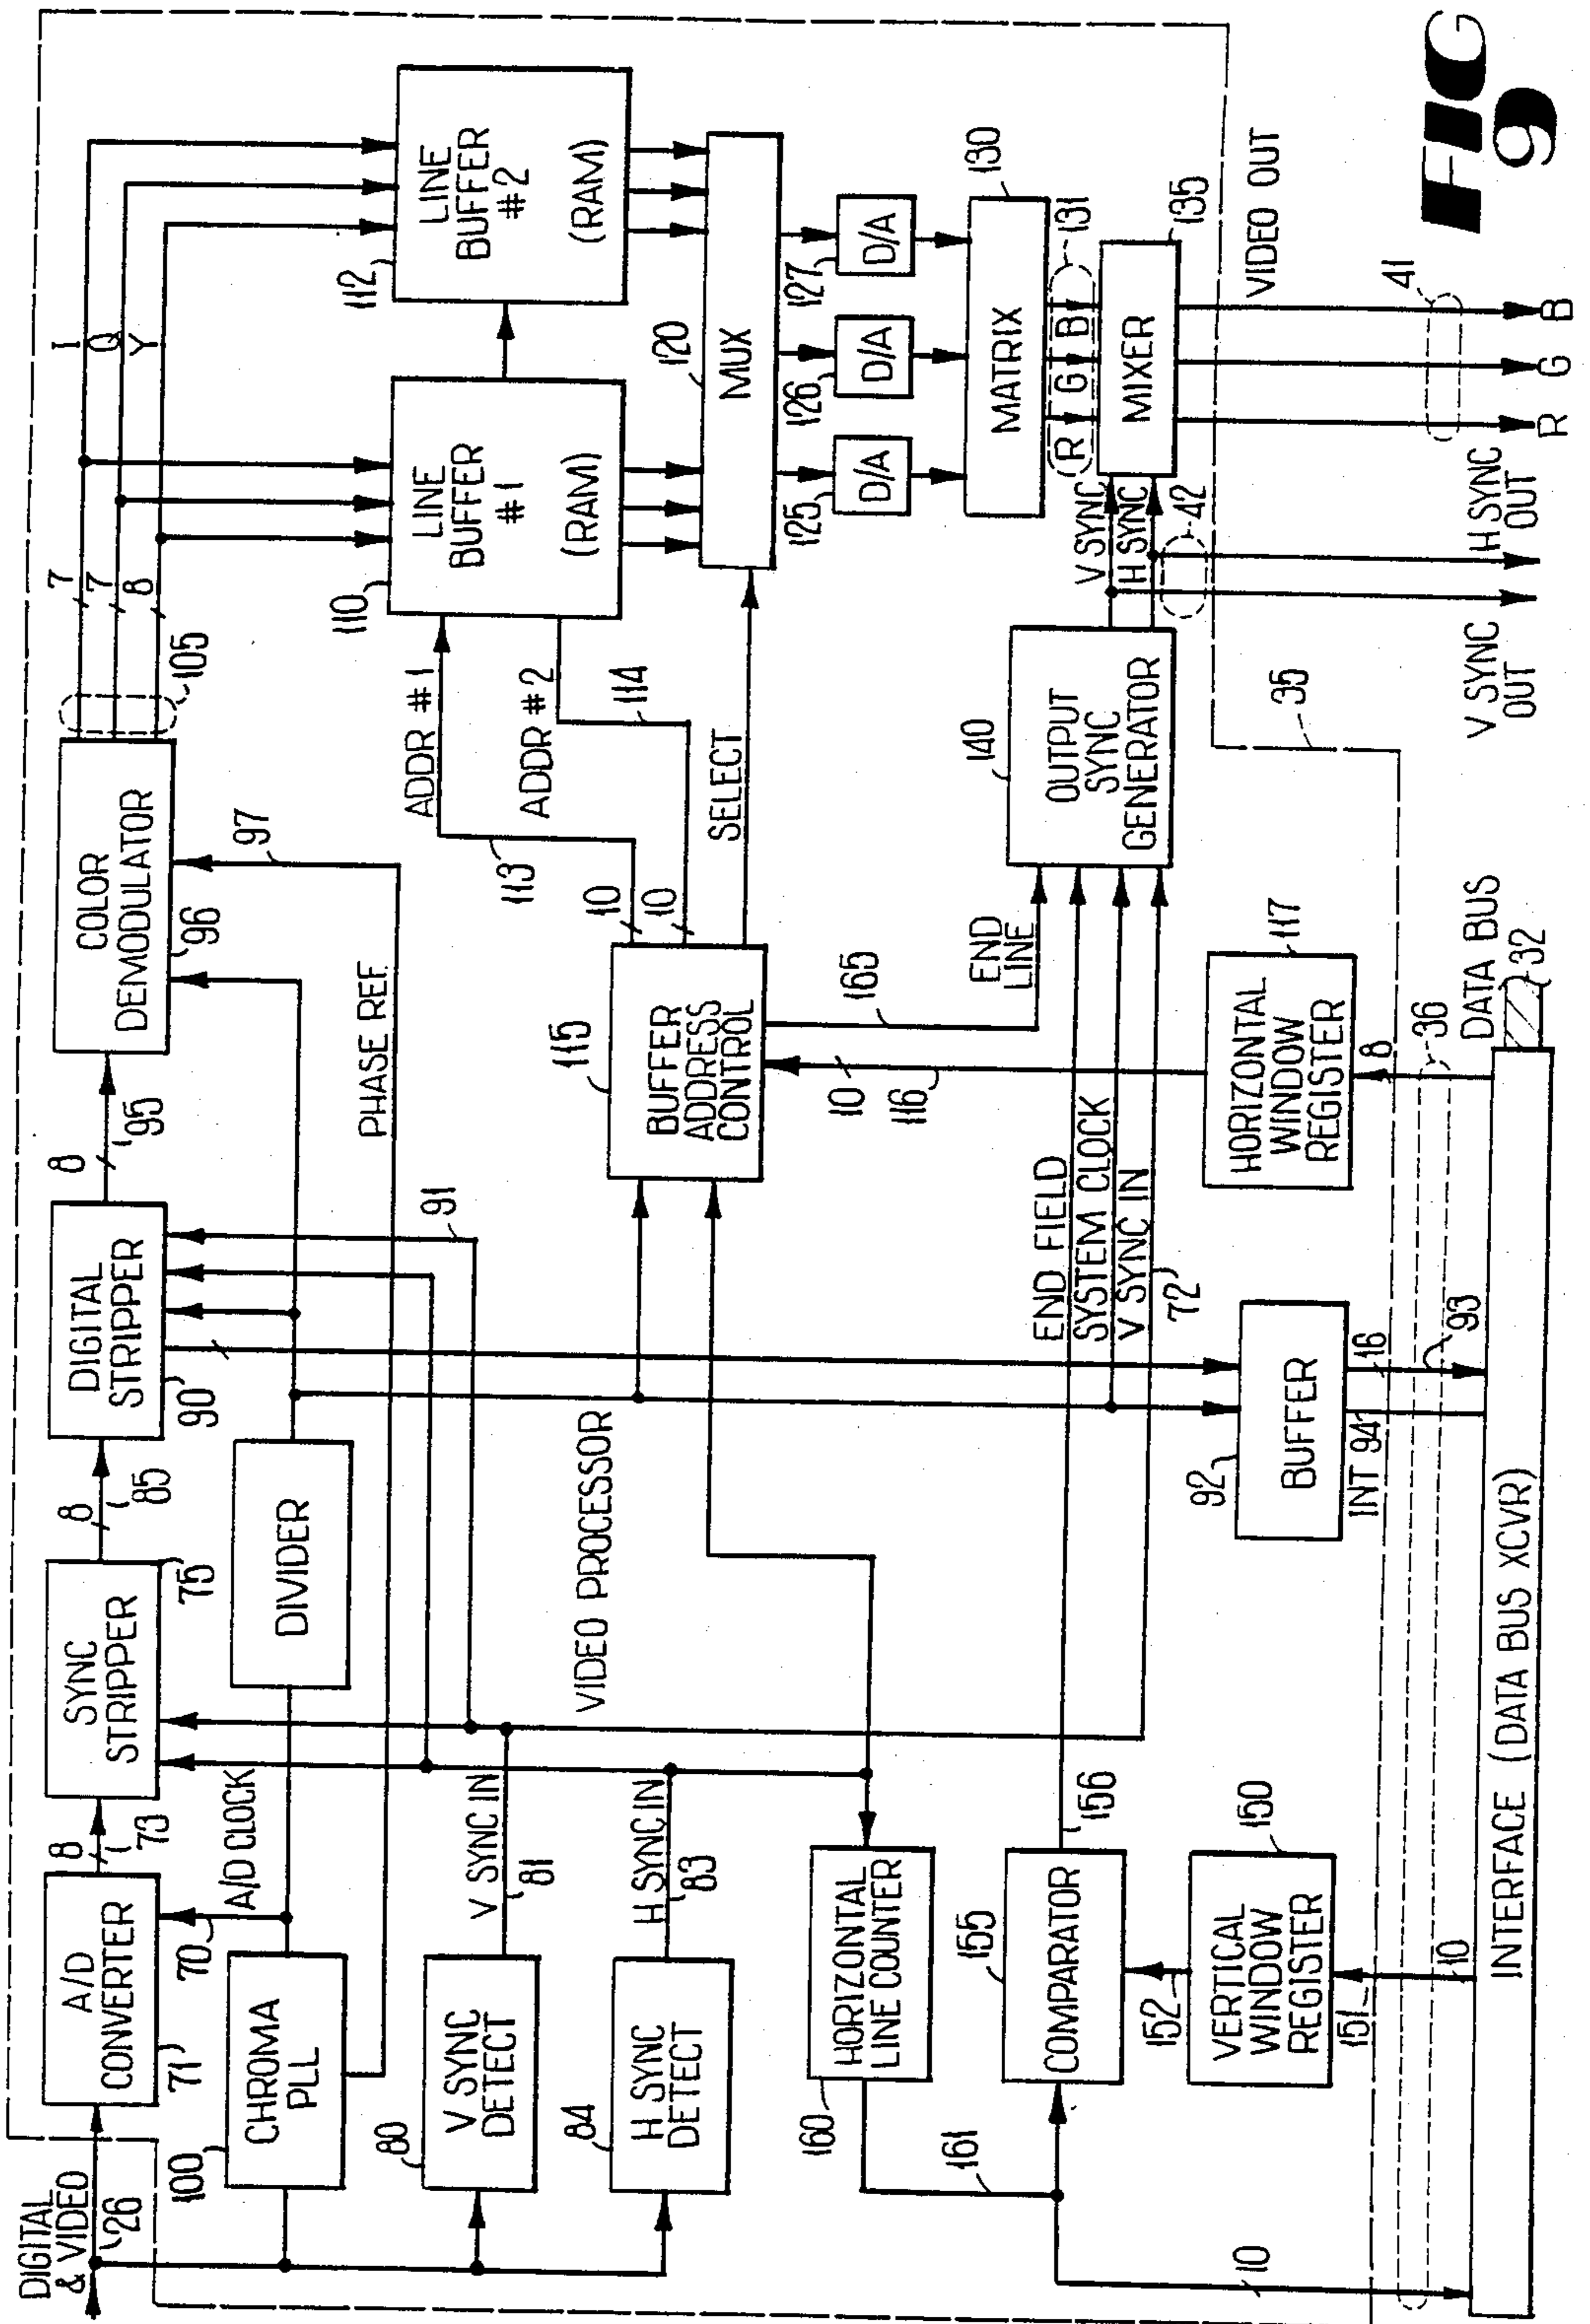 DIGITAL
& VIDEO
26
A/D
CONVERTER
71
8
73
SYNC
STRIPPER
75
8
85
DIGITAL
STRIPPER
90
8
95
COLOR
DEMODULATOR
96
97
105
7
7
8
I
Q
Y
CHROMA
PLL
100
70
A/D CLOCK
DIVIDER
91
PHASE REF.
V SYNC
DETECT
80
V SYNC IN
81
H SYNC
DETECT
84
H SYNC IN
83
VIDEO PROCESSOR
LINE
BUFFER
#1
(RAM)
110
LINE
BUFFER
#2
(RAM)
112
ADDR #1
113
ADDR #2
114
10
10
SELECT
BUFFER
ADDRESS
CONTROL
115
MUX
120
D/A
125
D/A
126
D/A
127
MATRIX
130
R G B
131
MIXER
135
V SYNC
H SYNC
42
VIDEO OUT
41
R
G
B
H SYNC
OUT
V SYNC
OUT
OUTPUT
SYNC
GENERATOR
140
END
LINE
165
10
116
END FIELD
SYSTEM CLOCK
V SYNC IN
72
HORIZONTAL
LINE COUNTER
160
161
COMPARATOR
155
156
152
VERTICAL
WINDOW
REGISTER
150
151
10
10
BUFFER
92
INT 94
16
93
HORIZONTAL
WINDOW
REGISTER
117
8
36
35
DATA BUS
32
INTERFACE (DATA BUS XCVR)
FIG
9